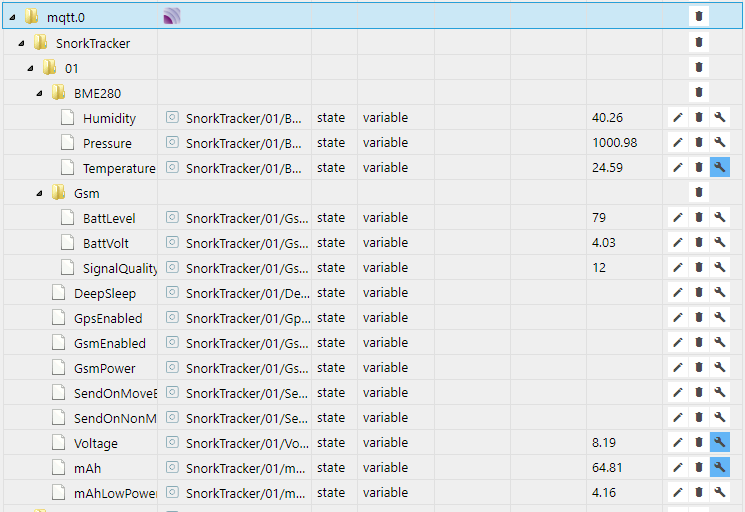 mqtt.0
SnorkTracker
01
BME280
Humidity SnorkTracker/01/B... state variable 40.26
Pressure SnorkTracker/01/B... state variable 1000.98
Temperature SnorkTracker/01/B... state variable 24.59
Gsm
BattLevel SnorkTracker/01/Gs... state variable 79
BattVolt SnorkTracker/01/Gs... state variable 4.03
SignalQuality SnorkTracker/01/Gs... state variable 12
DeepSleep SnorkTracker/01/De... state variable
GpsEnabled SnorkTracker/01/Gp... state variable
GsmEnabled SnorkTracker/01/Gs... state variable
GsmPower SnorkTracker/01/Gs... state variable
SendOnMoveE SnorkTracker/01/Se... state variable
SendOnNonM SnorkTracker/01/Se... state variable
Voltage SnorkTracker/01/Vo... state variable 8.19
mAh SnorkTracker/01/m... state variable 64.81
mAhLowPower SnorkTracker/01/m... state variable 4.16